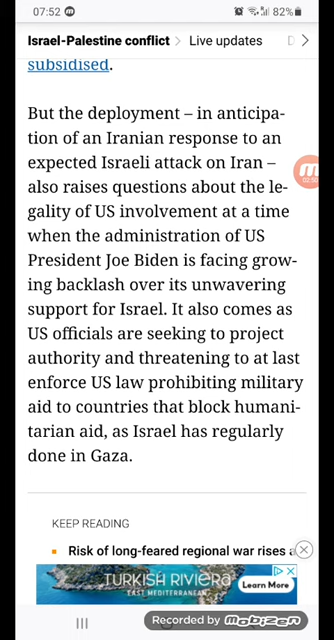 07:52
82%
Israel-Palestine conflict
Live updates
subsidised.
But the deployment – in anticipa-
tion of an Iranian response to an
expected Israeli attack on Iran –
also raises questions about the le-
gality of US involvement at a time
when the administration of US
President Joe Biden is facing grow-
ing backlash over its unwavering
support for Israel. It also comes as
US officials are seeking to project
authority and threatening to at last
enforce US law prohibiting military
aid to countries that block humani-
tarian aid, as Israel has regularly
done in Gaza.
KEEP READING
Risk of long-feared regional war rises
TURKISH RIVIERA
EAST MEDITERRANEAN
Learn More
Recorded by mobizen